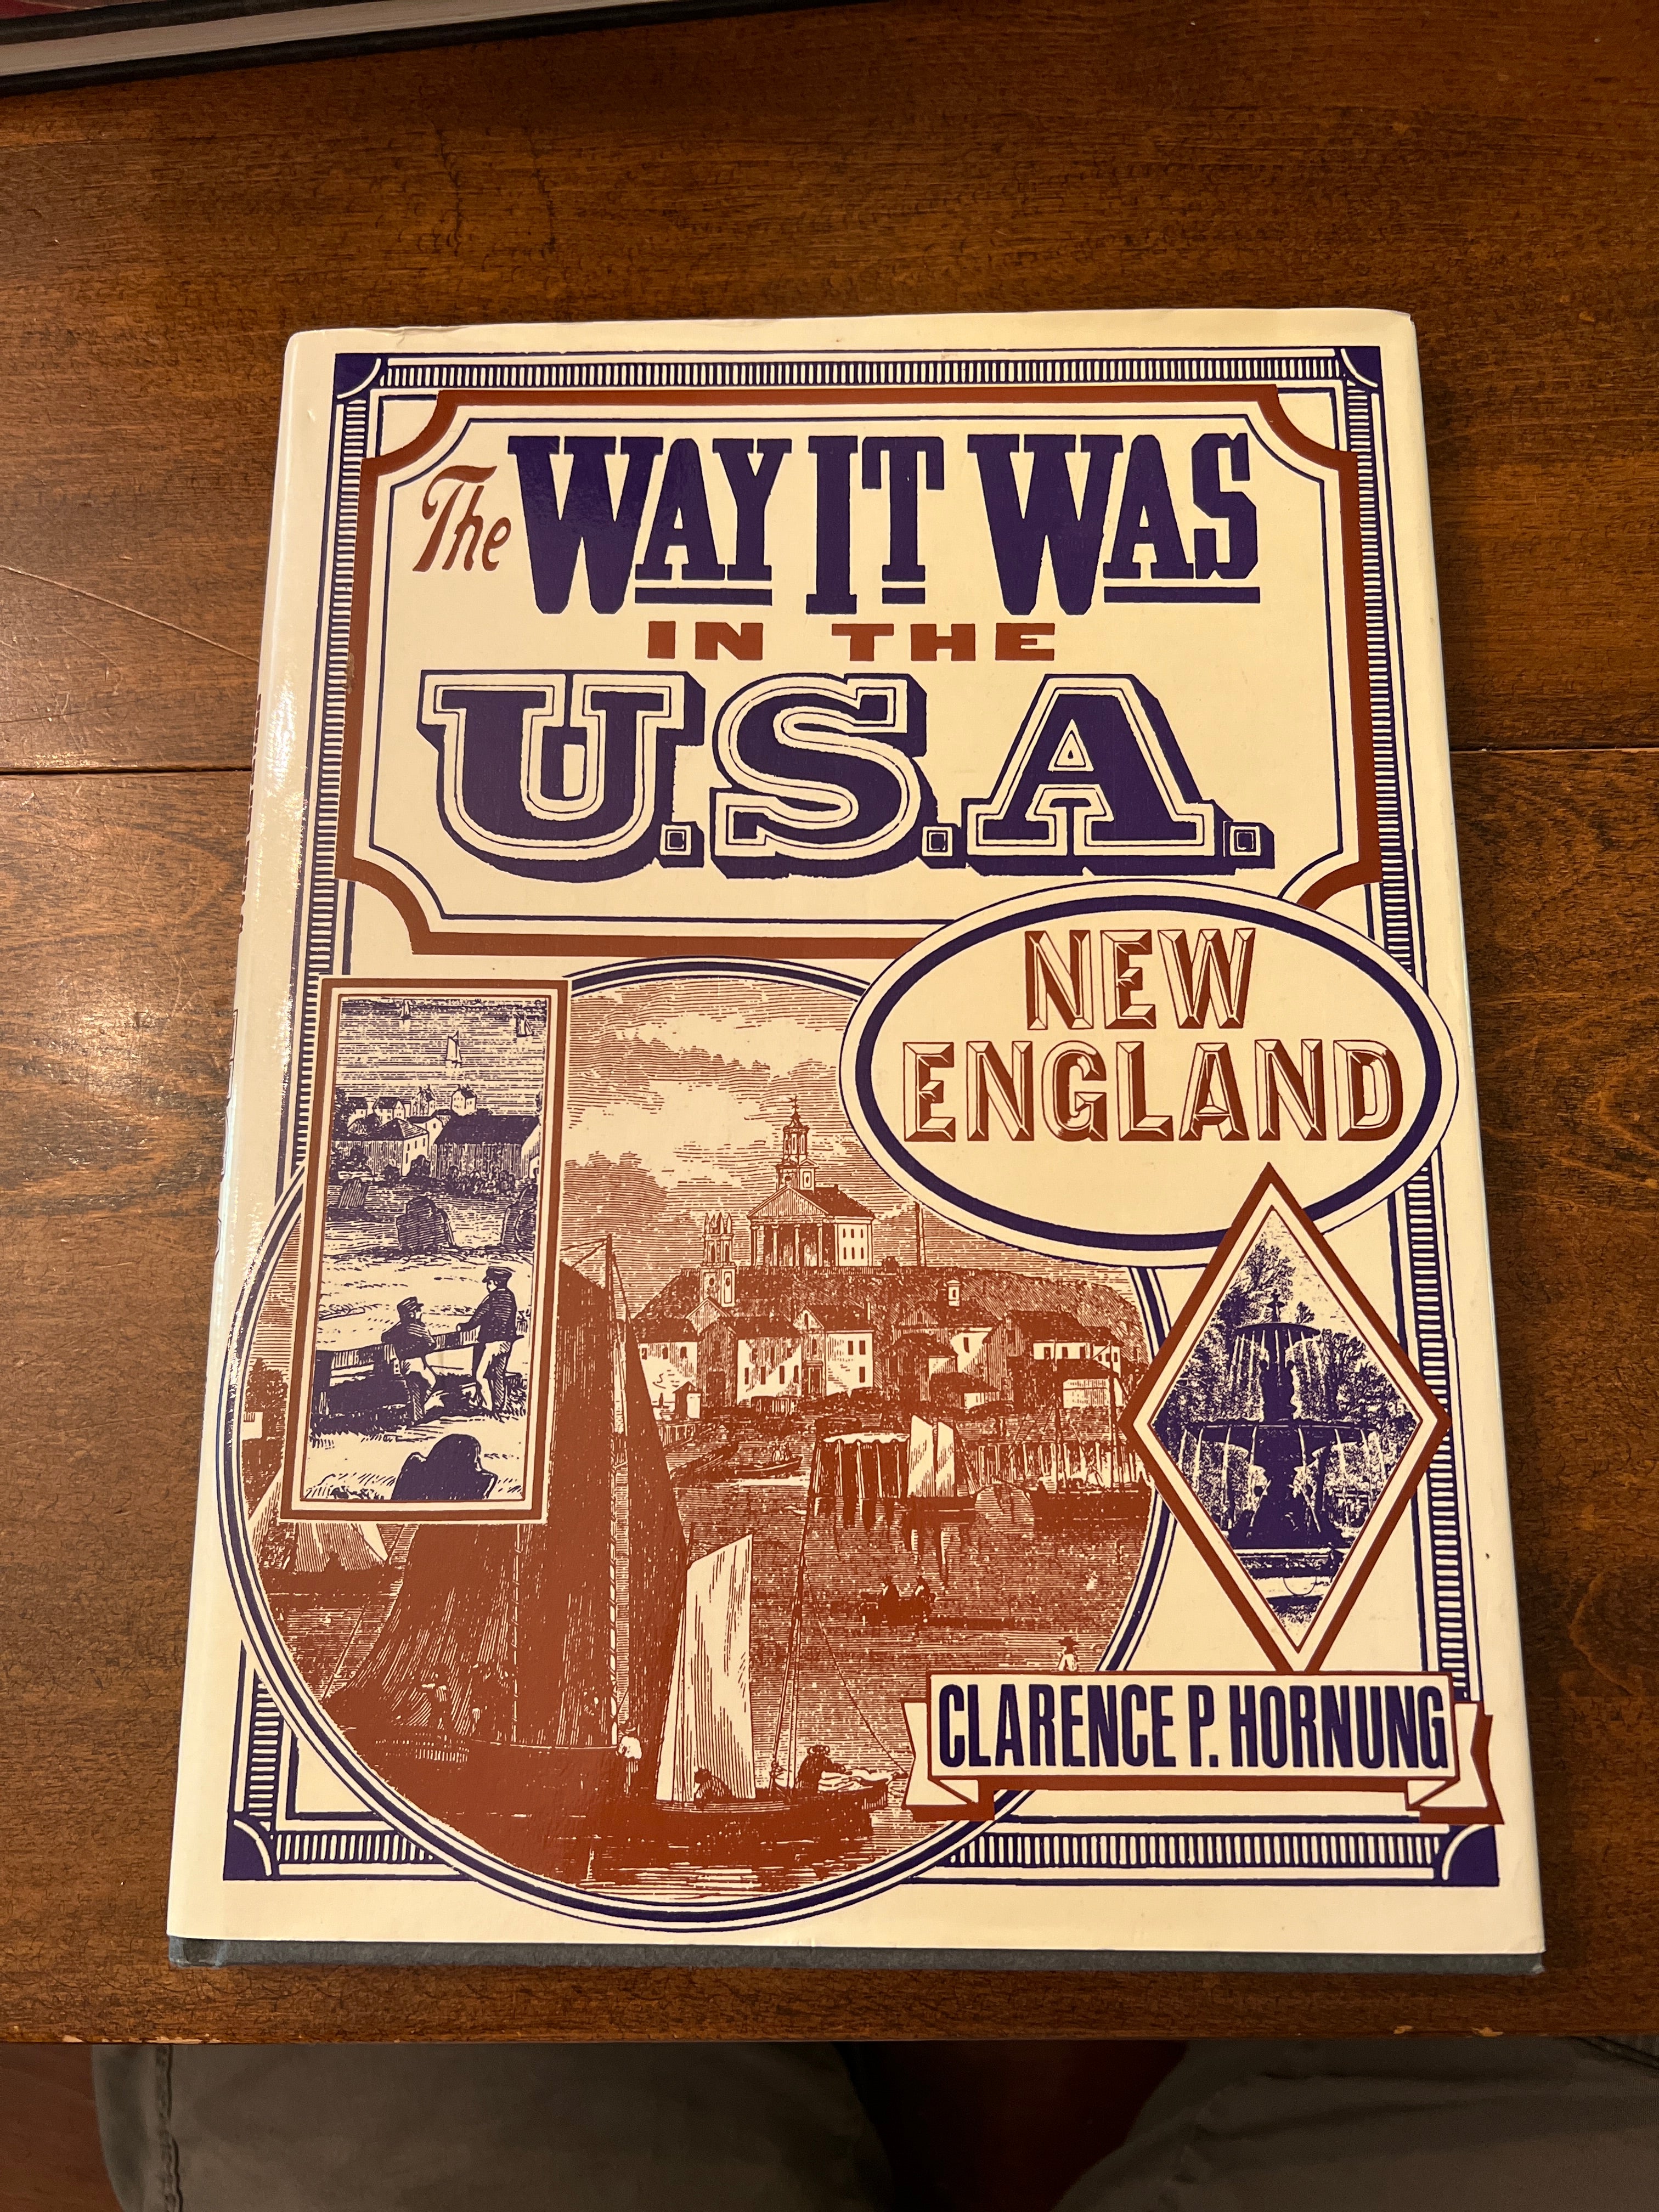 The WAY IT WAS
IN THE
U.S.A.
NEW
ENGLAND
CLARENCE P. HORNUNG